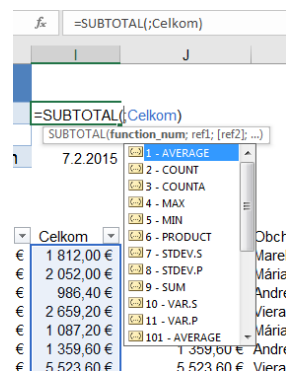 fx =SUBTOTAL(;Celkom)
I J
=SUBTOTAL(;Celkom)
SUBTOTAL(function_num; ref1; [ref2]; ...)
7.2.2015
(...) 1 - AVERAGE
(...) 2 - COUNT
(...) 3 - COUNTA
(...) 4 - MAX
(...) 5 - MIN
(...) 6 - PRODUCT
(...) 7 - STDEV.S
(...) 8 - STDEV.P
(...) 9 - SUM
(...) 10 - VAR.S
(...) 11 - VAR.P
(...) 101 - AVERAGE
Celkom Obch
€ 1 812,00 € Marel
€ 2 052,00 € Mária
€ 986,40 € Andre
€ 2 659,20 € Viera
€ 1 087,20 € Mária
€ 1 359,60 € 1 359,60 € Andre
€ 5 523,60 € 5 523,60 € Viera